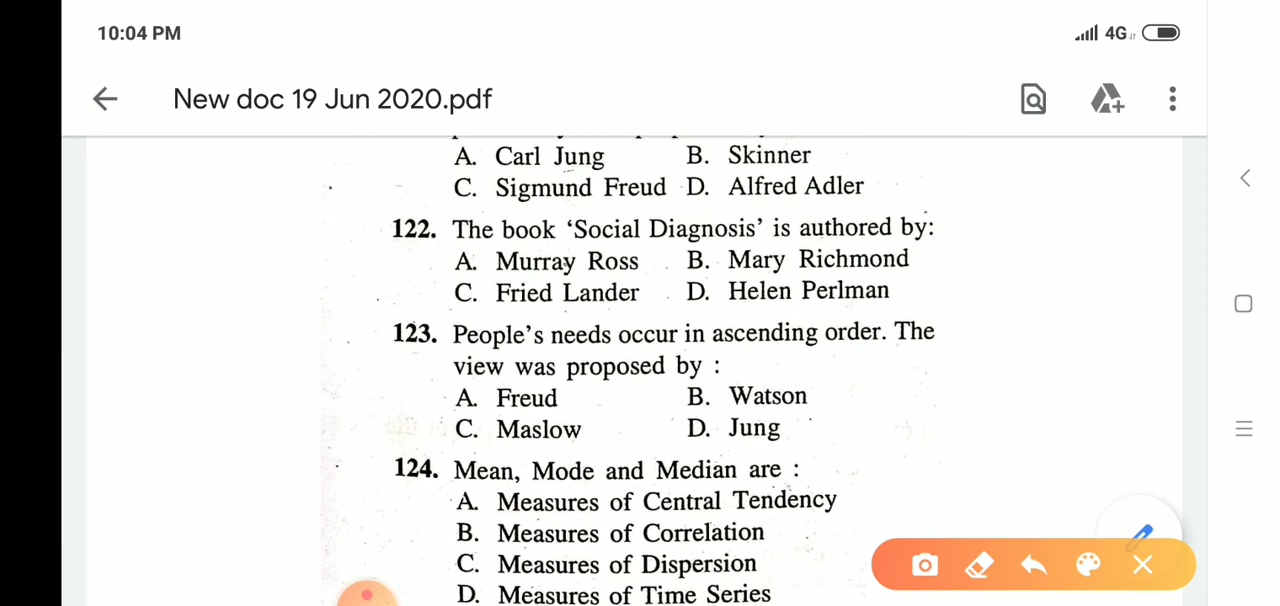 10:04 PM
4G
New doc 19 Jun 2020.pdf
A. Carl Jung B. Skinner
C. Sigmund Freud D. Alfred Adler
122. The book ‘Social Diagnosis’ is authored by:
A. Murray Ross B. Mary Richmond
C. Fried Lander D. Helen Perlman
123. People’s needs occur in ascending order. The
view was proposed by :
A. Freud B. Watson
C. Maslow D. Jung
124. Mean, Mode and Median are :
A. Measures of Central Tendency
B. Measures of Correlation
C. Measures of Dispersion
D. Measures of Time Series